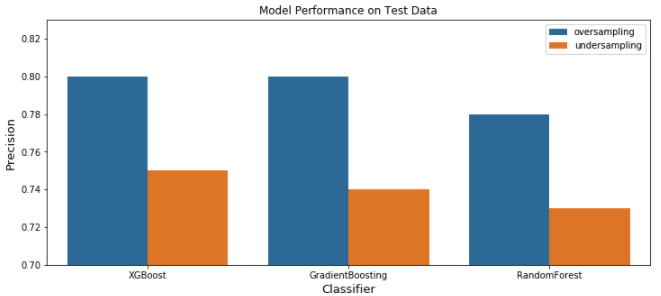 Model Performance on Test Data
oversampling
undersampling
Precision
0.82
0.80
0.78
0.76
0.74
0.72
0.70
XGBoost GradientBoosting RandomForest
Classifier